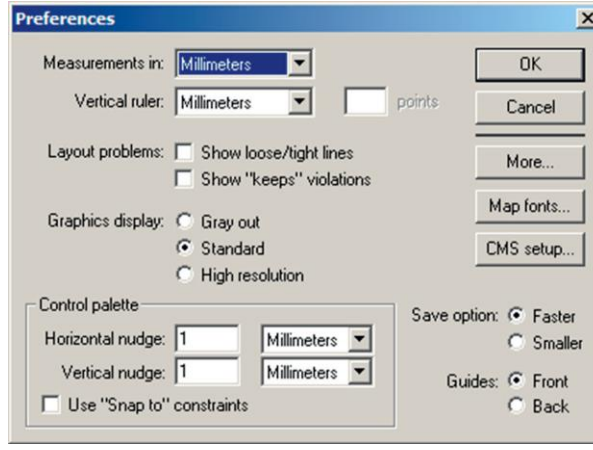 Preferences
Measurements in: Millimeters
OK
Vertical ruler: Millimeters points
Cancel
Layout problems: Show loose/tight lines
More...
Show "keeps" violations
Map fonts...
Graphics display: Gray out
Standard
CMS setup...
High resolution
Control palette
Save option: Faster
Horizontal nudge: 1 Millimeters
Smaller
Vertical nudge: 1 Millimeters
Guides: Front
Use "Snap to" constraints
Back